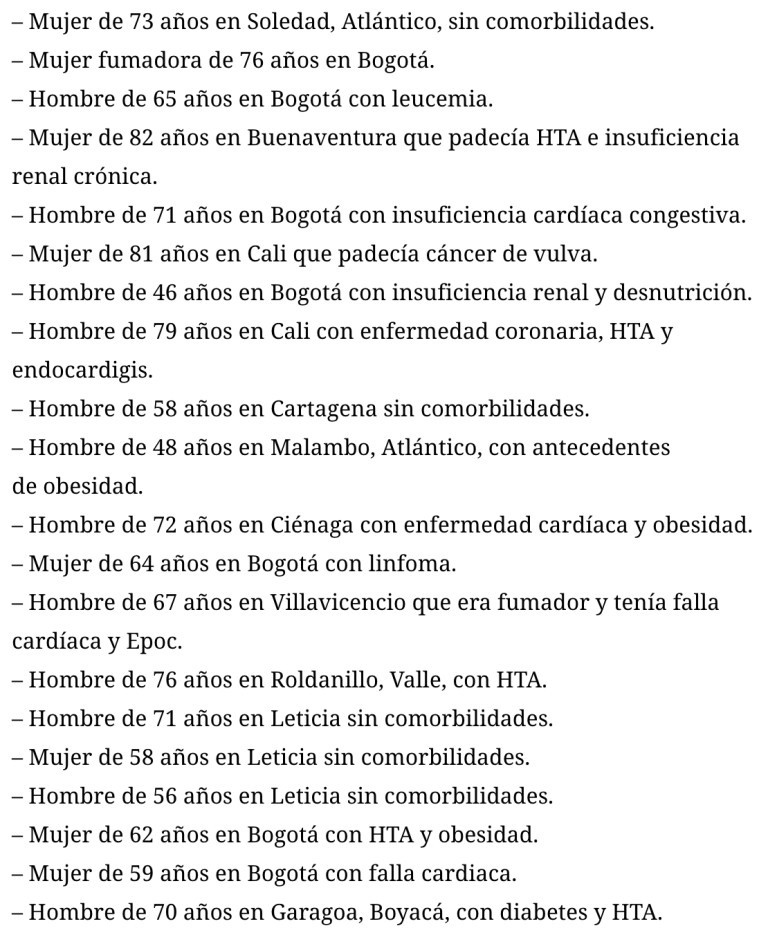 – Mujer de 73 años en Soledad, Atlántico, sin comorbilidades.
– Mujer fumadora de 76 años en Bogotá.
– Hombre de 65 años en Bogotá con leucemia.
– Mujer de 82 años en Buenaventura que padecía HTA e insuficiencia
renal crónica.
– Hombre de 71 años en Bogotá con insuficiencia cardíaca congestiva.
– Mujer de 81 años en Cali que padecía cáncer de vulva.
– Hombre de 46 años en Bogotá con insuficiencia renal y desnutrición.
– Hombre de 79 años en Cali con enfermedad coronaria, HTA y
endocardigis.
– Hombre de 58 años en Cartagena sin comorbilidades.
– Hombre de 48 años en Malambo, Atlántico, con antecedentes
de obesidad.
– Hombre de 72 años en Ciénaga con enfermedad cardíaca y obesidad.
– Mujer de 64 años en Bogotá con linfoma.
– Hombre de 67 años en Villavicencio que era fumador y tenía falla
cardíaca y Epoc.
– Hombre de 76 años en Roldanillo, Valle, con HTA.
– Hombre de 71 años en Leticia sin comorbilidades.
– Mujer de 58 años en Leticia sin comorbilidades.
– Hombre de 56 años en Leticia sin comorbilidades.
– Mujer de 62 años en Bogotá con HTA y obesidad.
– Mujer de 59 años en Bogotá con falla cardiaca.
– Hombre de 70 años en Garagoa, Boyacá, con diabetes y HTA.